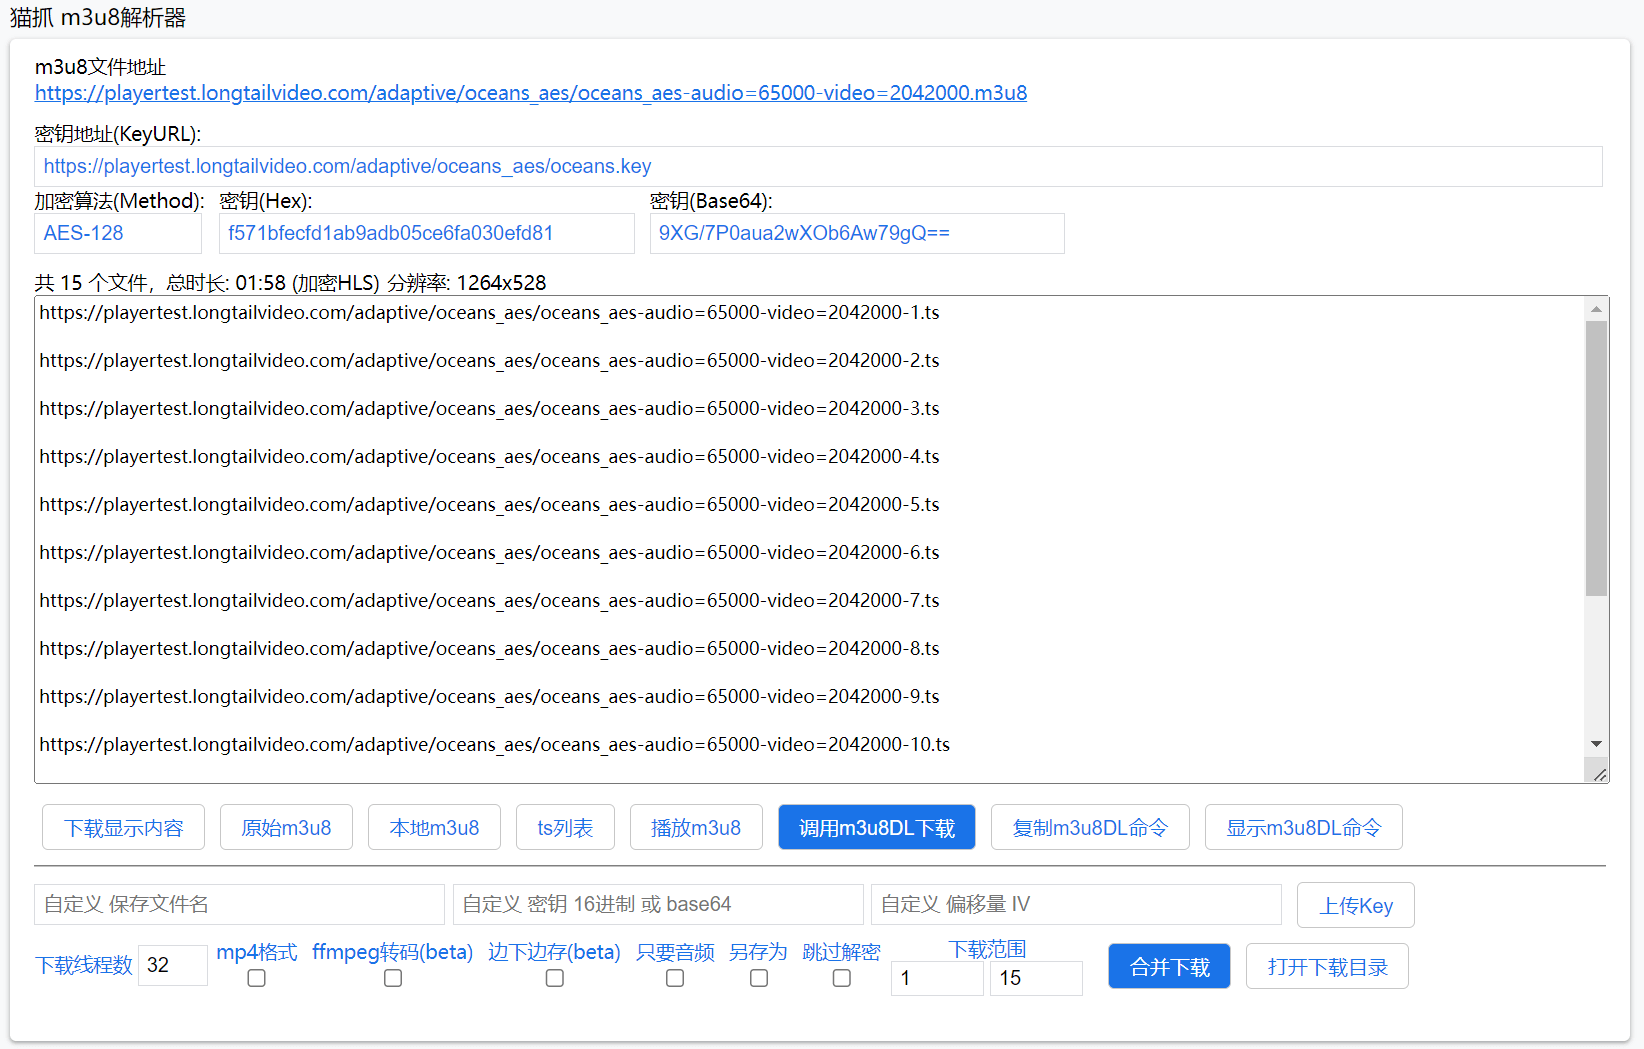 猫抓 m3u8解析器
m3u8文件地址
https://playertest.longtailvideo.com/adaptive/oceans_aes/oceans_aes-audio=65000-video=2042000.m3u8
密钥地址(KeyURL):
https://playertest.longtailvideo.com/adaptive/oceans_aes/oceans.key
加密算法(Method): 密钥(Hex): 密钥(Base64):
AES-128 f571bfecfd1ab9adb05ce6fa030efd81 9XG/7P0aua2wXOb6Aw79gQ==
共 15 个文件，总时长: 01:58 (加密HLS) 分辨率: 1264x528
https://playertest.longtailvideo.com/adaptive/oceans_aes/oceans_aes-audio=65000-video=2042000-1.ts
https://playertest.longtailvideo.com/adaptive/oceans_aes/oceans_aes-audio=65000-video=2042000-2.ts
https://playertest.longtailvideo.com/adaptive/oceans_aes/oceans_aes-audio=65000-video=2042000-3.ts
https://playertest.longtailvideo.com/adaptive/oceans_aes/oceans_aes-audio=65000-video=2042000-4.ts
https://playertest.longtailvideo.com/adaptive/oceans_aes/oceans_aes-audio=65000-video=2042000-5.ts
https://playertest.longtailvideo.com/adaptive/oceans_aes/oceans_aes-audio=65000-video=2042000-6.ts
https://playertest.longtailvideo.com/adaptive/oceans_aes/oceans_aes-audio=65000-video=2042000-7.ts
https://playertest.longtailvideo.com/adaptive/oceans_aes/oceans_aes-audio=65000-video=2042000-8.ts
https://playertest.longtailvideo.com/adaptive/oceans_aes/oceans_aes-audio=65000-video=2042000-9.ts
https://playertest.longtailvideo.com/adaptive/oceans_aes/oceans_aes-audio=65000-video=2042000-10.ts
下载显示内容 原始m3u8 本地m3u8 ts列表 播放m3u8 调用m3u8DL下载 复制m3u8DL命令 显示m3u8DL命令
自定义 保存文件名 自定义 密钥 16进制 或 base64 自定义 偏移量 IV 上传Key
下载线程数 32 mp4格式 ffmpeg转码(beta) 边下边存(beta) 只要音频 另存为 跳过解密 下载范围
1 15 合并下载 打开下载目录